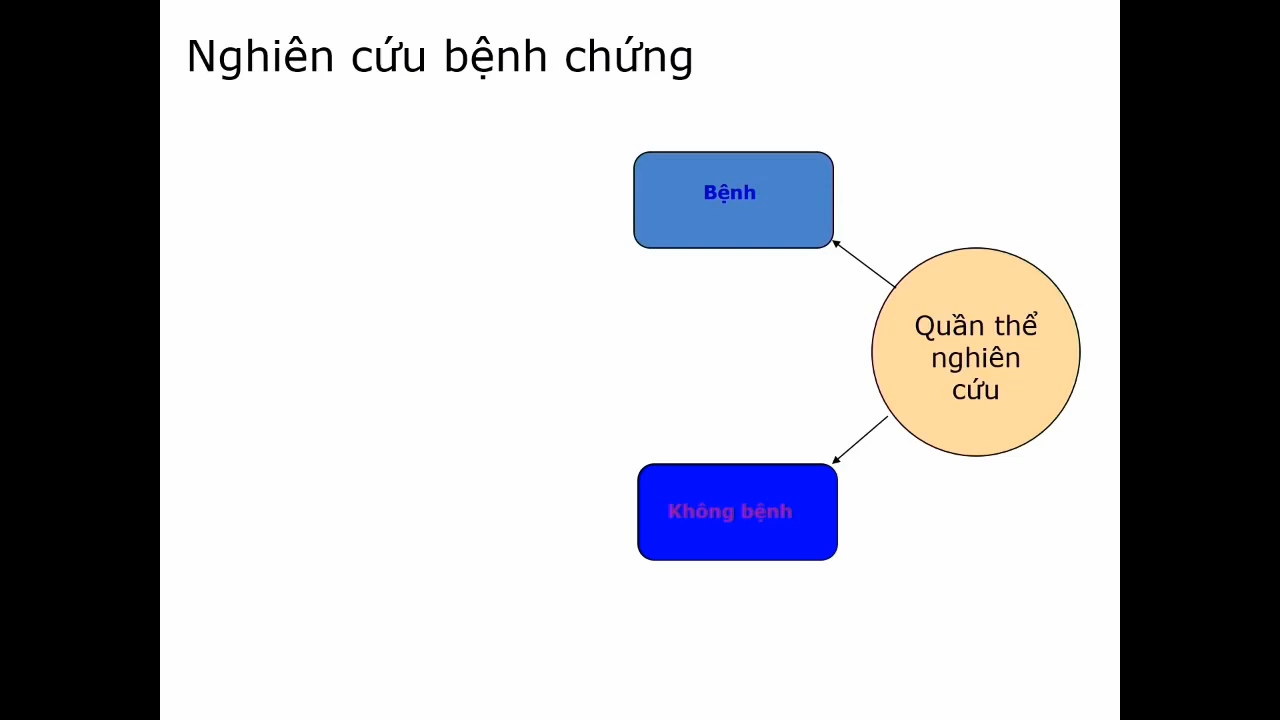 Nghiên cứu bệnh chứng
Bệnh
Quần thể
nghiên
cứu
Không bệnh